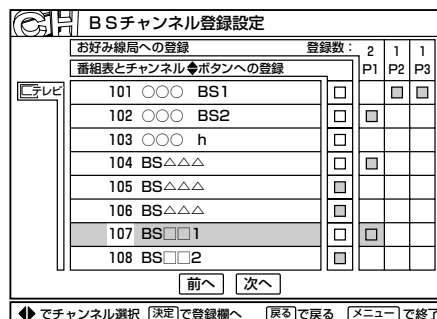 CH BSチャンネル登録設定
お好み線局への登録 登録数： 2 1 1
番組表とチャンネル◆ボタンへの登録 P1 P2 P3
テレビ
101 ○○○ BS1
102 ○○○ BS2
103 ○○○ h
104 BS△△△
105 BS△△△
106 BS△△△
107 BS□□1
108 BS□□2
前へ 次へ
◆でチャンネル選択 決定で登録欄へ 戻るで戻る メニューで終了